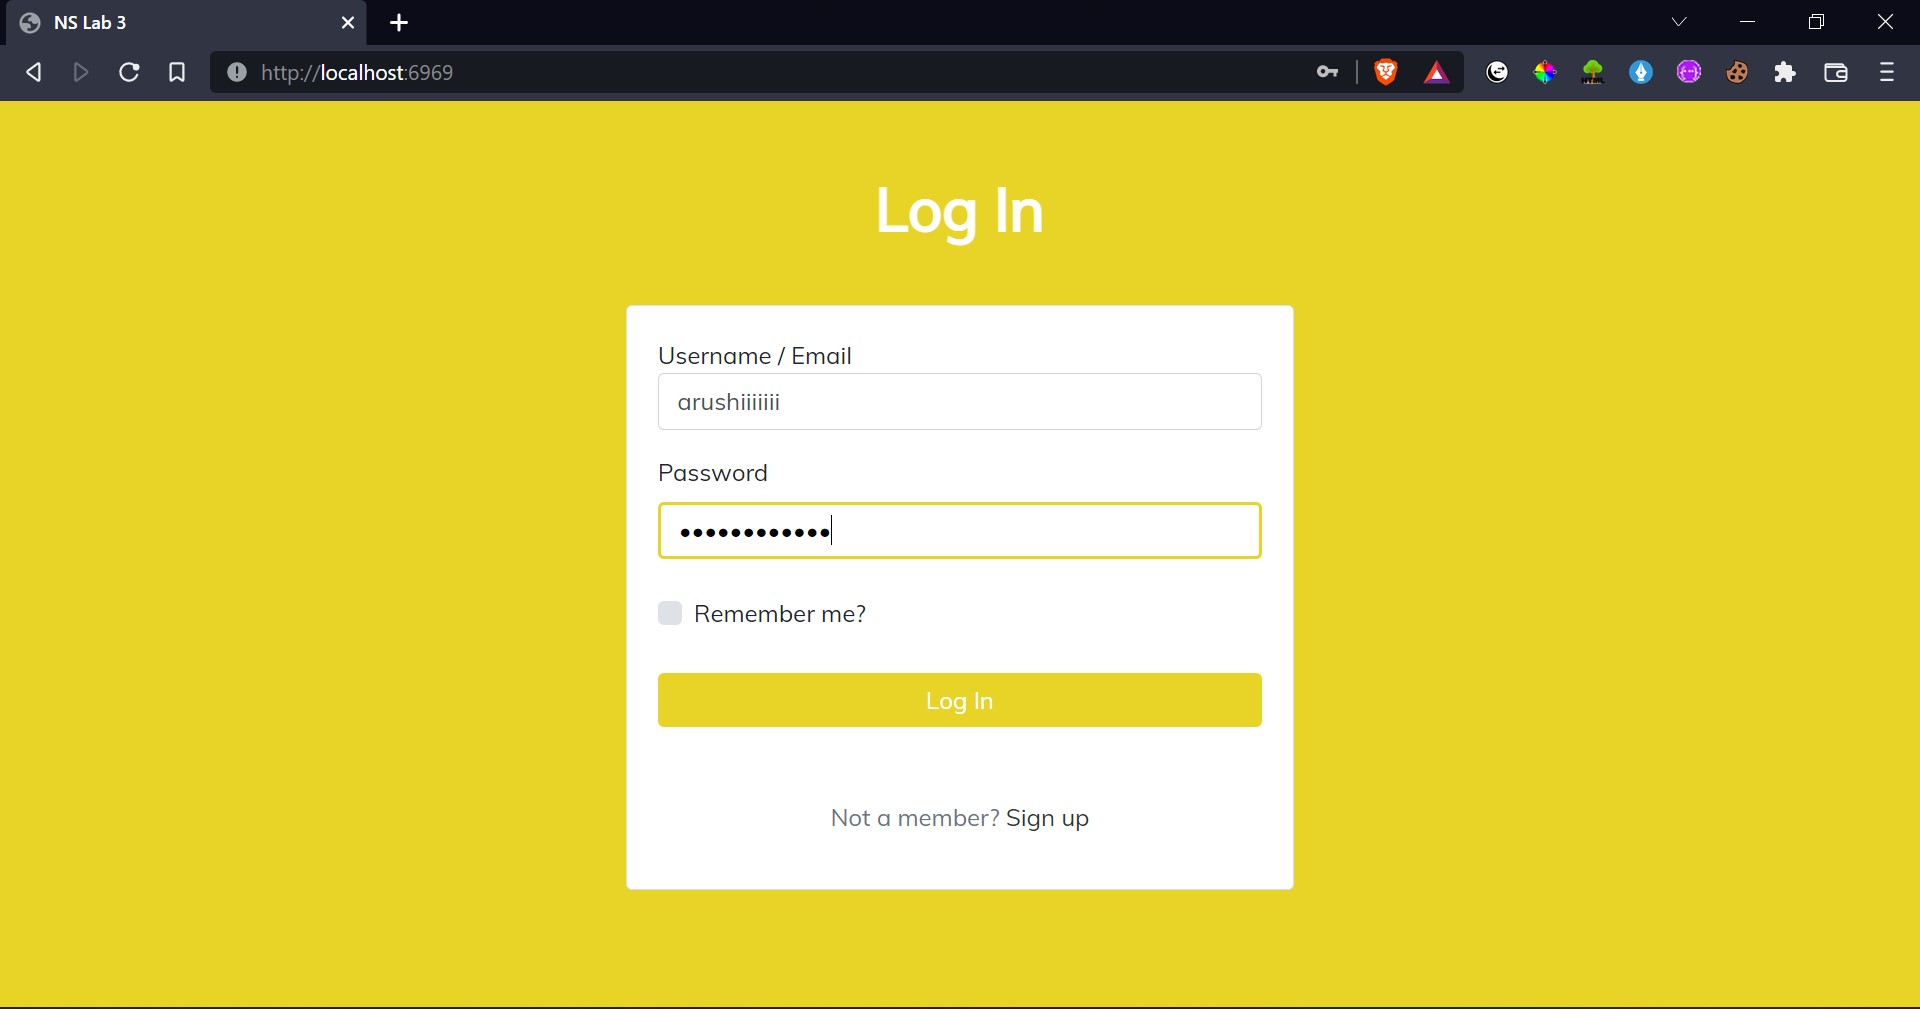 NS Lab 3
http://localhost:6969
Log In
Username / Email
arushiiiiiii
Password
••••••••••••
Remember me?
Log In
Not a member? Sign up